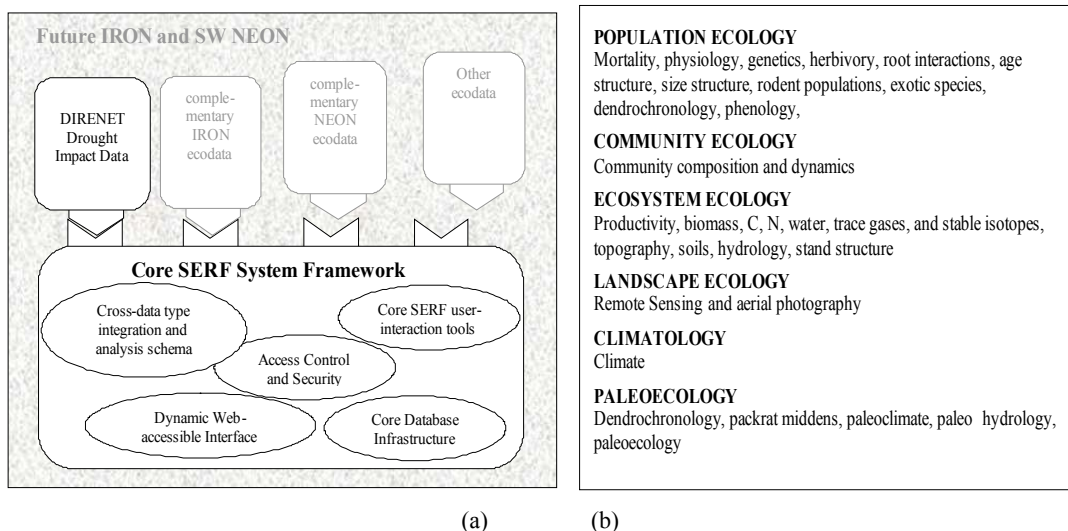 Future IRON and SW NEON
DIRENET
Drought
Impact Data
comple-
mentary
IRON
ecodata
comple-
mentary
NEON
ecodata
Other
ecodata
Core SERF System Framework
Cross-data type
integration and
analysis schema
Core SERF user-
interaction tools
Access Control
and Security
Dynamic Web-
accessible Interface
Core Database
Infrastructure
POPULATION ECOLOGY
Mortality, physiology, genetics, herbivory, root interactions, age
structure, size structure, rodent populations, exotic species,
dendrochronology, phenology,
COMMUNITY ECOLOGY
Community composition and dynamics
ECOSYSTEM ECOLOGY
Productivity, biomass, C, N, water, trace gases, and stable isotopes,
topography, soils, hydrology, stand structure
LANDSCAPE ECOLOGY
Remote Sensing and aerial photography
CLIMATOLOGY
Climate
PALEOECOLOGY
Dendrochronology, packrat middens, paleoclimate, paleo hydrology,
paleoecology
(a) (b)